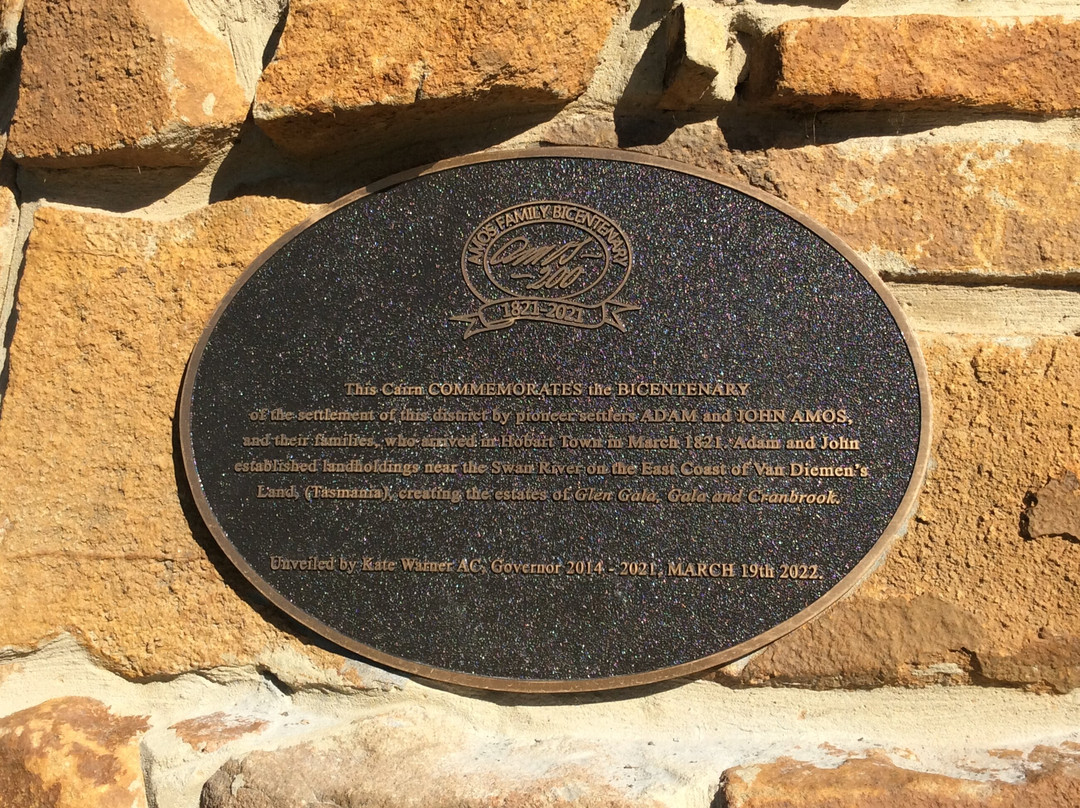 AMOS FAMILY BICENTENARY
Amos
200
1821-2021
This Cairn COMMEMORATES the BICENTENARY
of the settlement of this district by pioneer settlers ADAM and JOHN AMOS,
and their families, who arrived in Hobart Town in March 1821. Adam and John
established landholdings near the Swan River on the East Coast of Van Diemen's
Land, (Tasmania), creating the estates of Glen Gala, Gala and Cranbrook.
Unveiled by Kate Warner AC, Governor 2014 - 2021, MARCH 19th 2022.